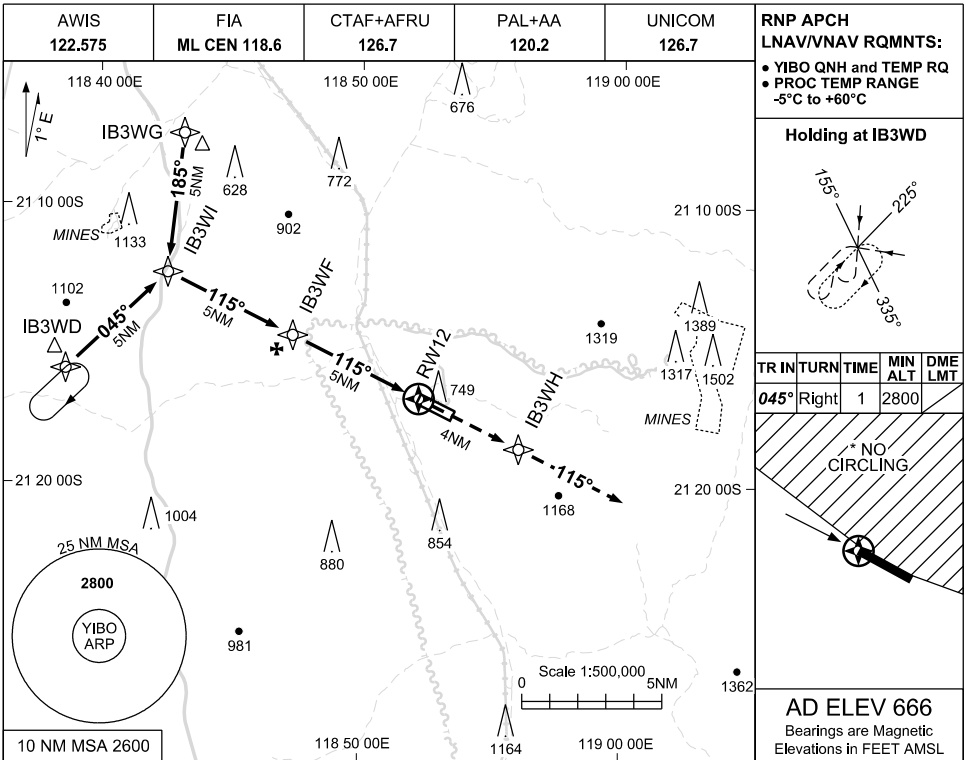 AWIS
122.575
FIA
ML CEN 118.6
CTAF+AFRU
126.7
PAL+AA
120.2
UNICOM
126.7
RNP APCH
LNAV/VNAV RQMNTS:
• YIBO QNH and TEMP RQ
• PROC TEMP RANGE
-5°C to +60°C
118 40 00E
118 50 00E
119 00 00E
1° E
IB3WG
676
185°
5NM
628
772
21 10 00S
21 10 00S
MINES
1133
902
IB3WI
1102
IB3WD
045°
5NM
115°
5NM
IB3WF
115°
5NM
RW12
749
4NM
IB3WH
115°
1319
1389
1317
1502
MINES
21 20 00S
21 20 00S
1004
1168
880
854
25 NM MSA
2800
YIBO
ARP
981
Scale 1:500,000
0
5NM
1362
1164
10 NM MSA 2600
118 50 00E
119 00 00E
Holding at IB3WD
155°
225°
335°
TR IN
TURN
TIME
MIN
ALT
DME
LMT
045°
Right
1
2800
* NO
CIRCLING
AD ELEV 666
Bearings are Magnetic
Elevations in FEET AMSL